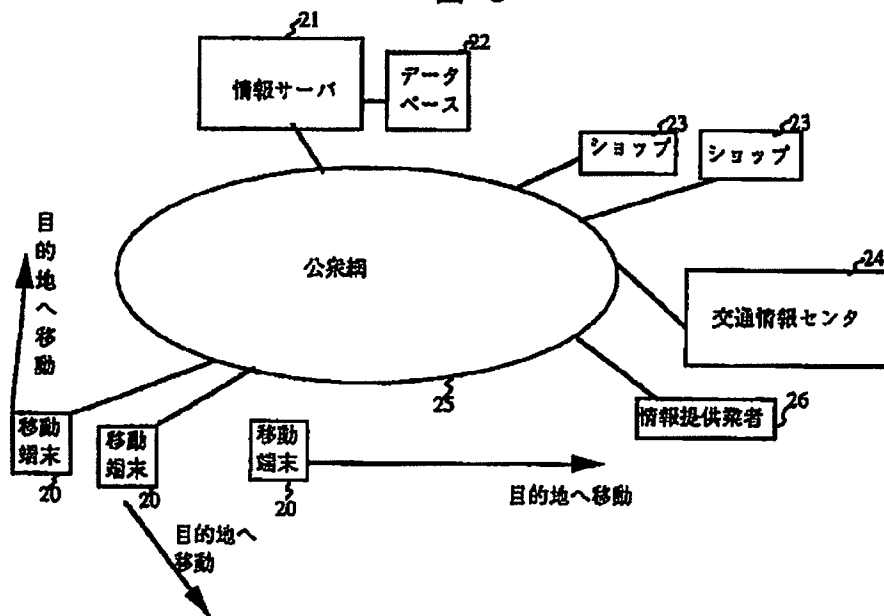 21
22
情報サーバ
データ
ベース
23
23
ショップ
ショップ
目的地へ移動
公衆網
24
交通情報センタ
25
26
情報提供業者
移動
端末
20
移動
端末
20
移動
端末
20
目的地へ移動
目的地へ
移動